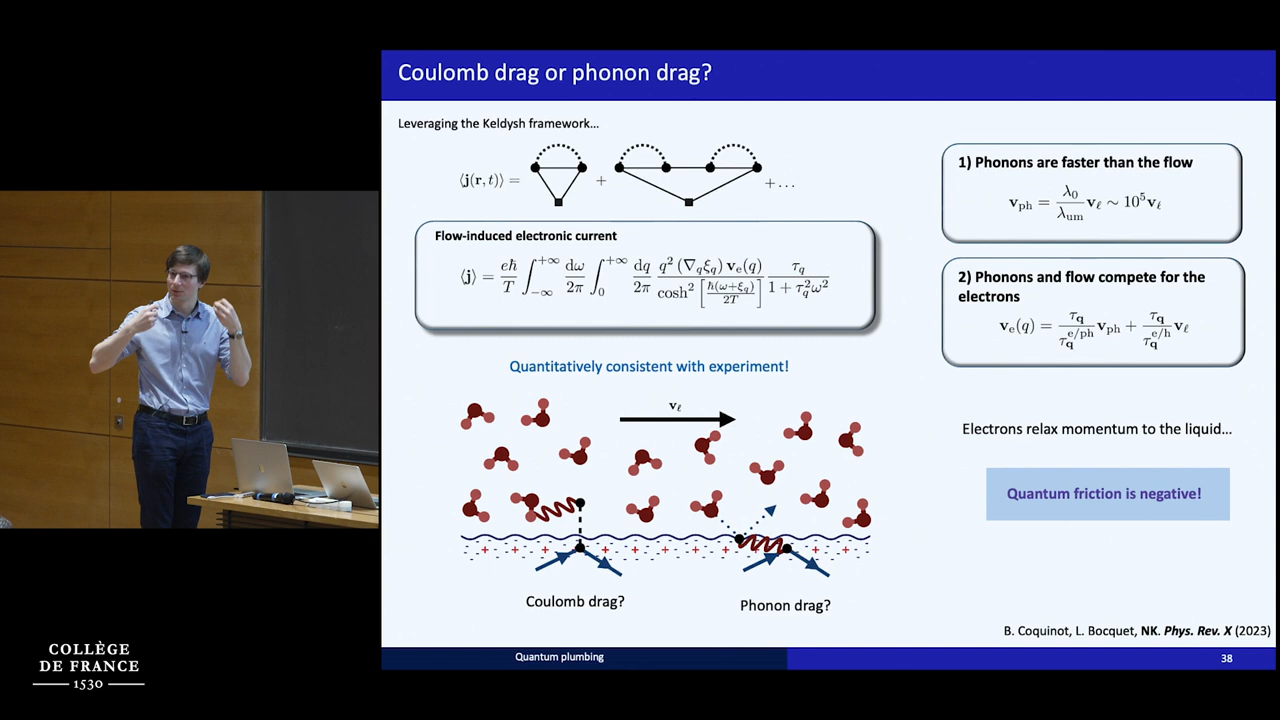 Coulomb drag or phonon drag?
Leveraging the Keldysh framework...
⟨j(r, t)⟩ = + + ...
Flow-induced electronic current
⟨j⟩ = eħ/T ∫_{-∞}^{+∞} dω/2π ∫_0^{+∞} dq/2π q² (∇_q ξ_q) v_e(q) / cosh² [ħ(ω+ξ_q)/2T] τ_q / 1 + τ_q² ω²
Quantitatively consistent with experiment!
v_ℓ
Coulomb drag?
Phonon drag?
1) Phonons are faster than the flow
v_ph = λ_0/λ_um v_ℓ ∼ 10⁵ v_ℓ
2) Phonons and flow compete for the
electrons
v_e(q) = τ_q/τ_q^{e/ph} v_ph + τ_q/τ_q^{e/h} v_ℓ
Electrons relax momentum to the liquid...
Quantum friction is negative!
B. Coquinot, L. Bocquet, NK. Phys. Rev. X (2023)
Quantum plumbing
38
COLLÈGE
DE FRANCE
1530